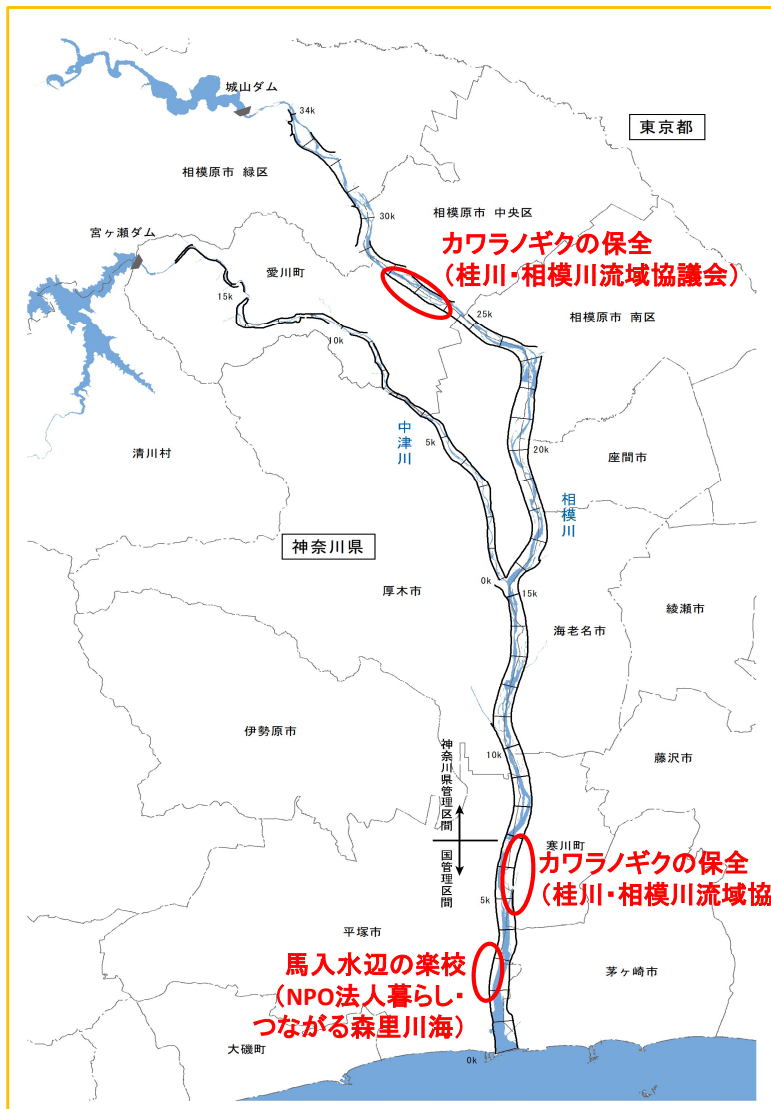 城山ダム
34k
東京都
相模原市 緑区
30k
相模原市 中央区
宮ヶ瀬ダム
カワラノギクの保全
（桂川・相模川流域協議会）
愛川町
15k
25k
相模原市 南区
10k
中津川
5k
20k
清川村
座間市
相模川
神奈川県
0k
15k
厚木市
綾瀬市
海老名市
伊勢原市
神奈川県管理区間
10k
藤沢市
寒川町
国管理区間
カワラノギクの保全
（桂川・相模川流域協
5k
平塚市
馬入水辺の楽校
（NPO法人暮らし・
つながる森里川海）
茅ヶ崎市
大磯町
0k